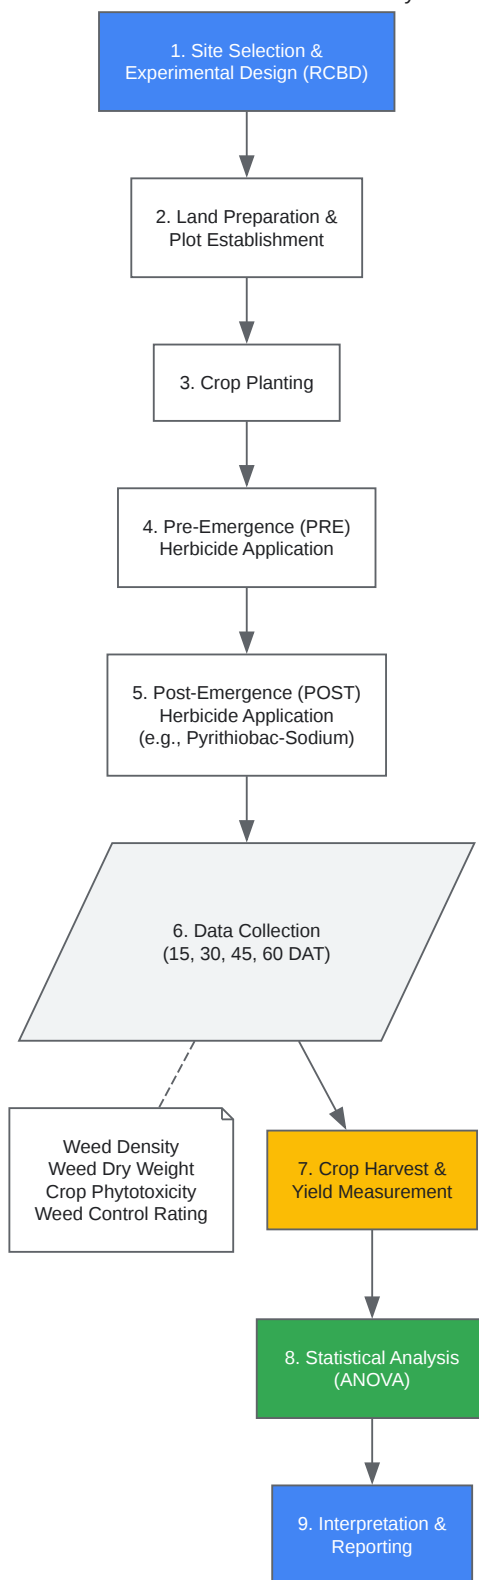 1. Site Selection &
Experimental Design (RCBD)
2. Land Preparation &
Plot Establishment
3. Crop Planting
4. Pre-Emergence (PRE)
Herbicide Application
5. Post-Emergence (POST)
Herbicide Application
(e.g., Pyrithiobac-Sodium)
6. Data Collection
(15, 30, 45, 60 DAT)
Weed Density
Weed Dry Weight
Crop Phytotoxicity
Weed Control Rating
7. Crop Harvest &
Yield Measurement
8. Statistical Analysis
(ANOVA)
9. Interpretation &
Reporting